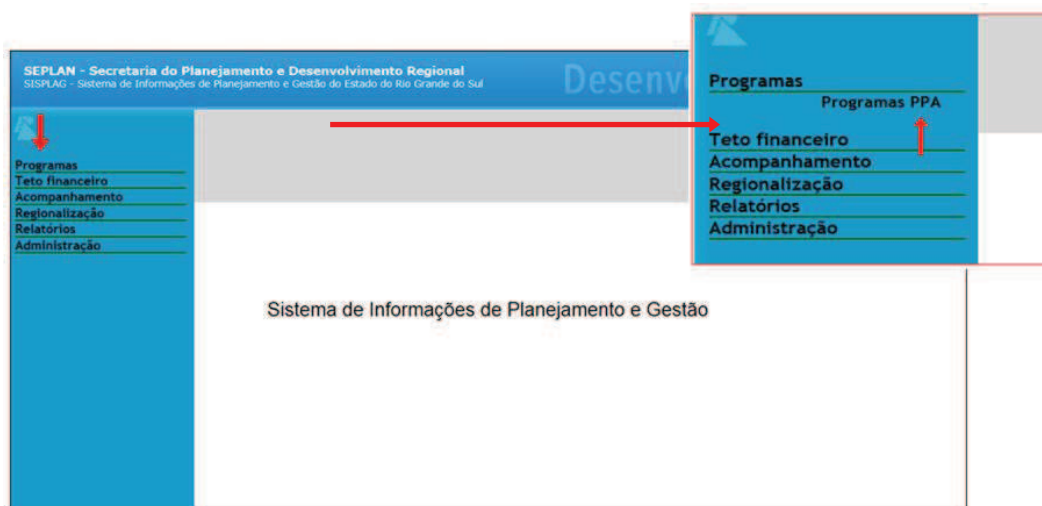 SEPLAN - Secretaria do Planejamento e Desenvolvimento Regional
SISPLAG - Sistema de Informações de Planejamento e Gestão do Estado do Rio Grande do Sul
Programas
Teto financeiro
Acompanhamento
Regionalização
Relatórios
Administração
Programas
Programas PPA
Teto financeiro
Acompanhamento
Regionalização
Relatórios
Administração
Sistema de Informações de Planejamento e Gestão